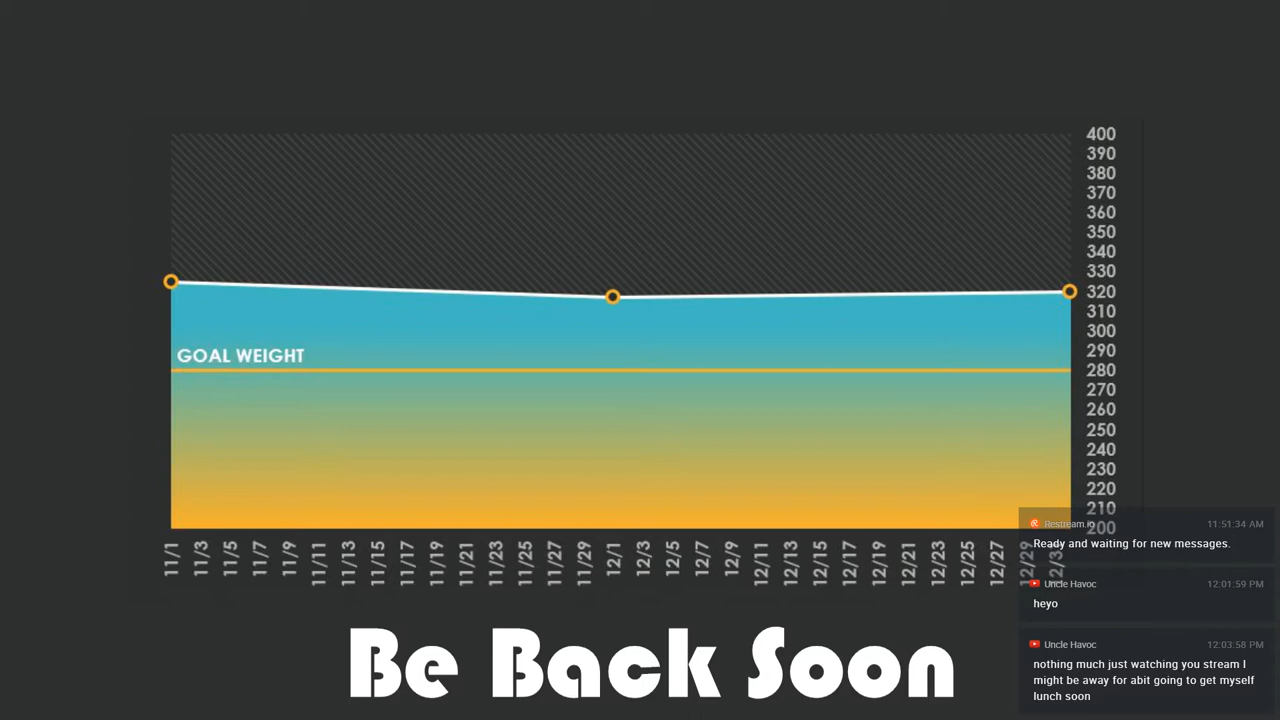 400
390
380
370
360
350
340
330
320
310
300
GOAL WEIGHT
290
280
270
260
250
240
230
220
210
200
11/1 11/3 11/5 11/7 11/9 11/11 11/13 11/15 11/17 11/19 11/21 11/23 11/25 11/27 11/29 12/1 12/3 12/5 12/7 12/9 12/11 12/13 12/15 12/17 12/19 12/21 12/23 12/25 12/27 12/29
Restream.io 11:51:34 AM
Ready and waiting for new messages.
Uncle Havoc 12:01:59 PM
heyo
Uncle Havoc 12:03:58 PM
nothing much just watching you stream I
might be away for abit going to get myself
lunch soon
Be Back Soon